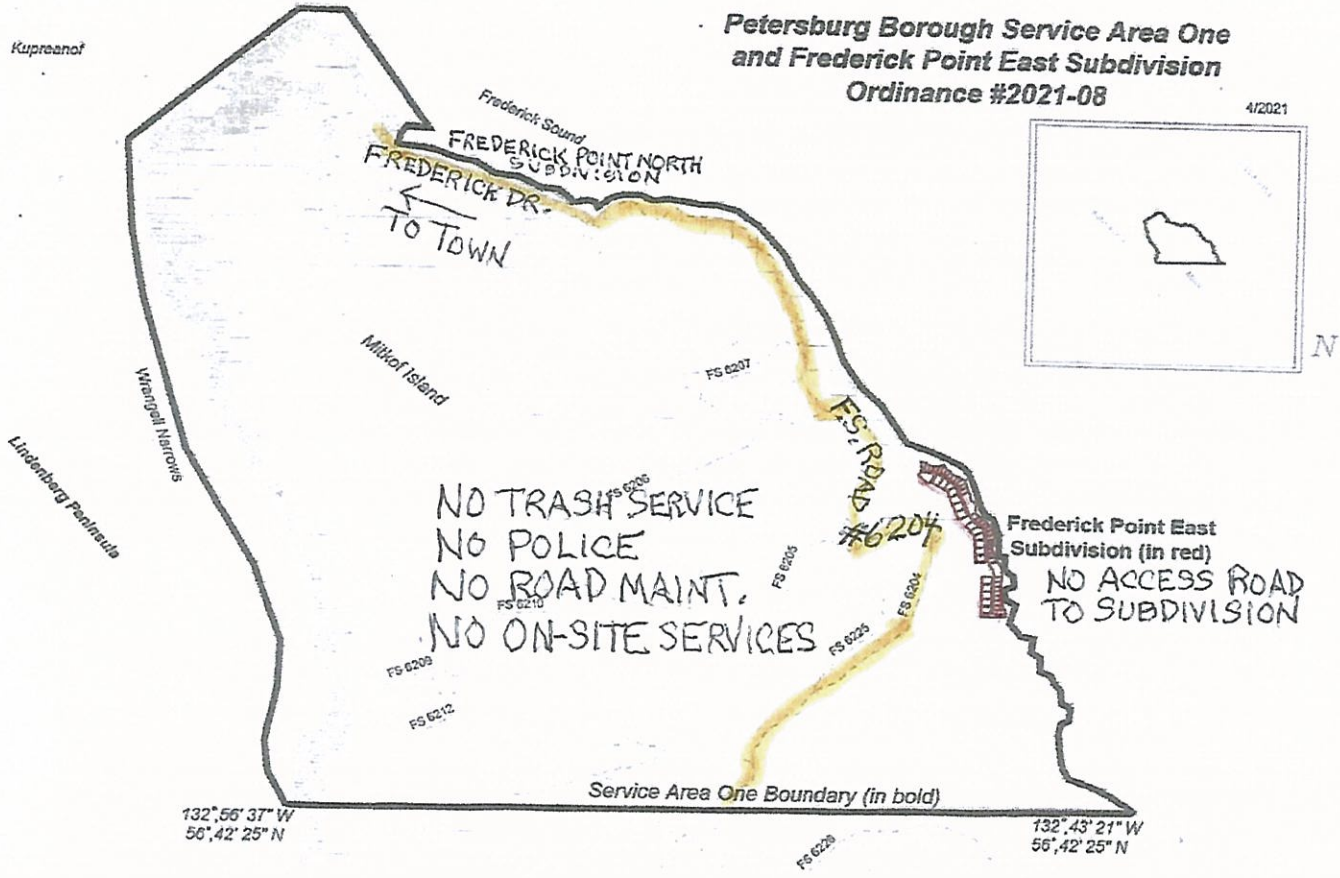 Petersburg Borough Service Area One
and Frederick Point East Subdivision
Ordinance #2021-08
4/2021
Kupreanof
Frederick Sound
FREDERICK POINT NORTH
SUBDIVISION
FREDERICK DR.
←
TO TOWN
N
Mitkof Island
Wrangell Narrows
Lindenberg Peninsula
FS 6207
F.S. ROAD
#6204
FS 6206
NO TRASH SERVICE
NO POLICE
NO ROAD MAINT.
FS 6210
NO ON-SITE SERVICES
FS 6205
FS 6204
FS 6225
FS 6209
FS 6212
Frederick Point East
Subdivision (in red)
NO ACCESS ROAD
TO SUBDIVISION
Service Area One Boundary (in bold)
132°,56' 37" W
56°,42' 25" N
132°,43' 21" W
56°,42' 25" N
FS 6226